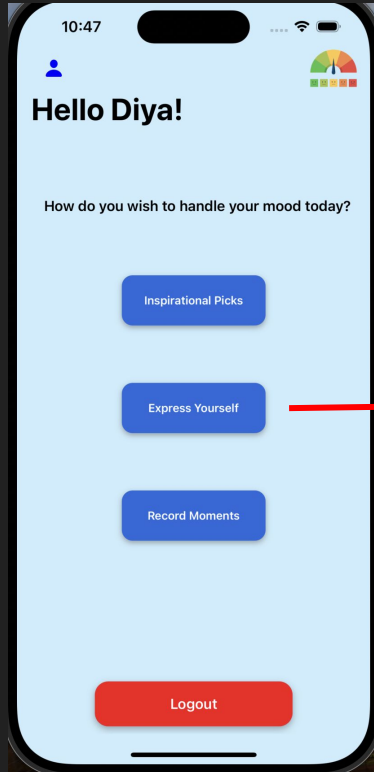 10:47
Hello Diya!
How do you wish to handle your mood today?
Inspirational Picks
Express Yourself
Record Moments
Logout